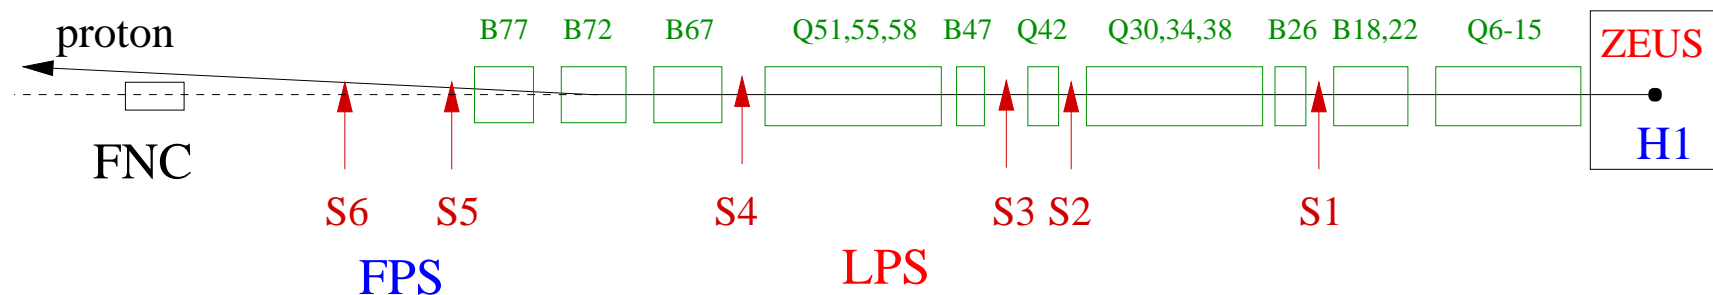 proton
B77 B72 B67 Q51,55,58 B47 Q42 Q30,34,38 B26 B18,22 Q6-15
ZEUS
H1
FNC
S6 S5 S4 S3 S2 S1
FPS LPS